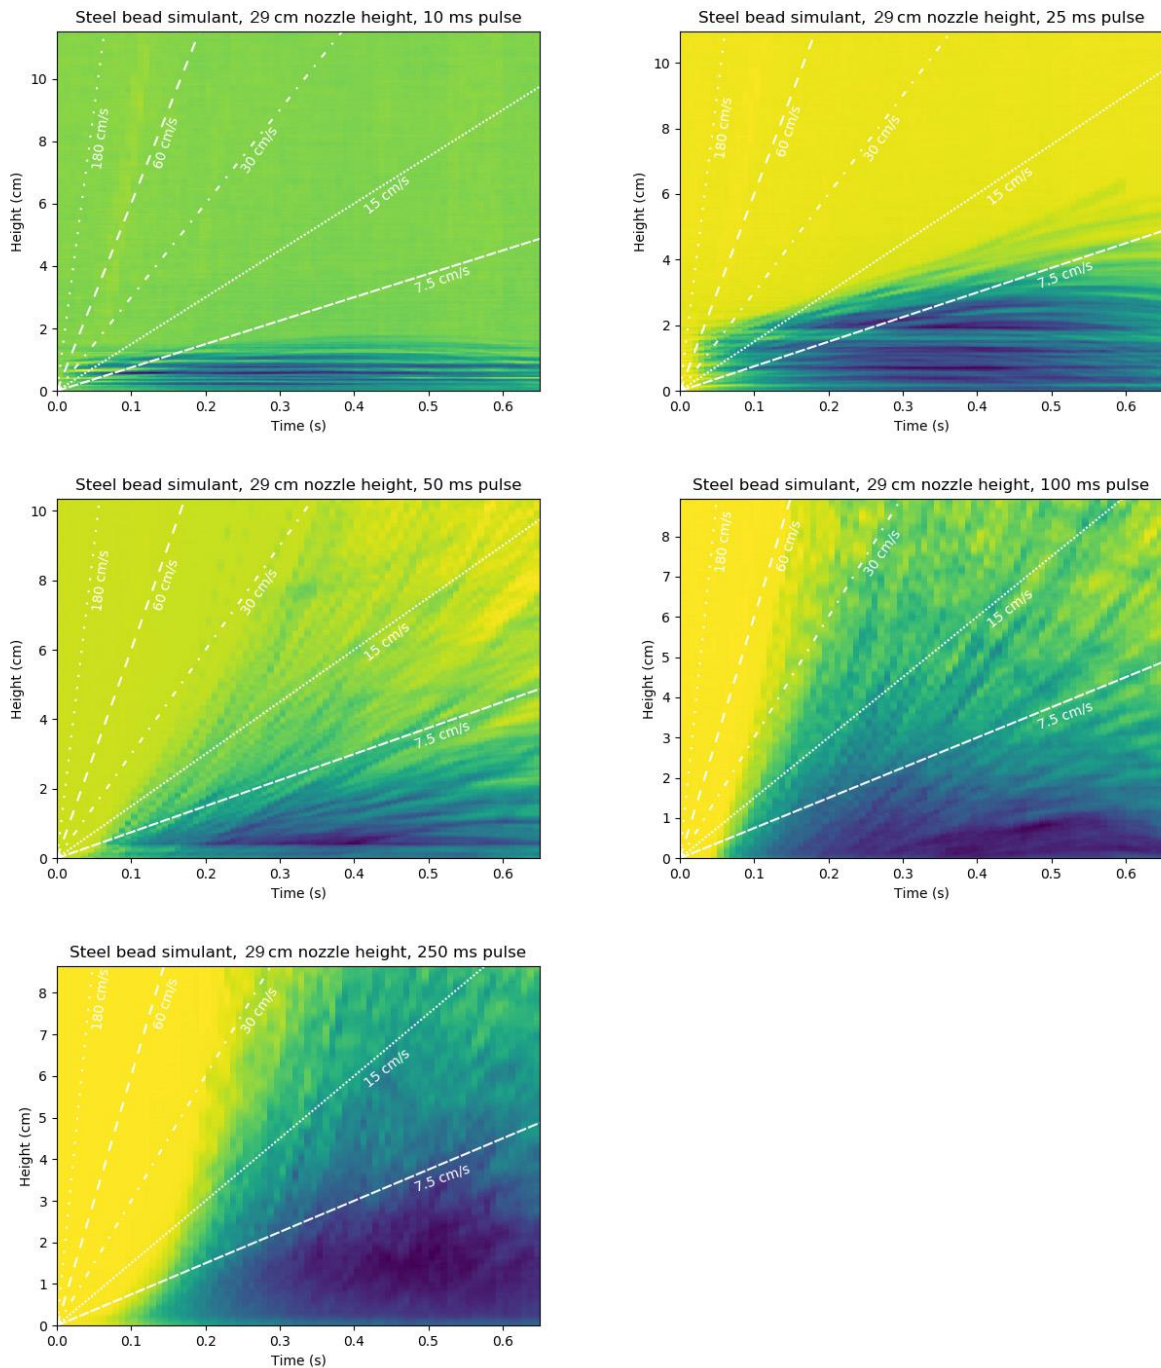 Steel bead simulant, 29 cm nozzle height, 10 ms pulse
Height (cm)
10
8
6
4
2
0
180 cm/s
60 cm/s
30 cm/s
15 cm/s
7.5 cm/s
0.0 0.1 0.2 0.3 0.4 0.5 0.6
Time (s)
Steel bead simulant, 29 cm nozzle height, 25 ms pulse
Height (cm)
10
8
6
4
2
0
180 cm/s
60 cm/s
30 cm/s
15 cm/s
7.5 cm/s
0.0 0.1 0.2 0.3 0.4 0.5 0.6
Time (s)
Steel bead simulant, 29 cm nozzle height, 50 ms pulse
Height (cm)
10
8
6
4
2
0
180 cm/s
60 cm/s
30 cm/s
15 cm/s
7.5 cm/s
0.0 0.1 0.2 0.3 0.4 0.5 0.6
Time (s)
Steel bead simulant, 29 cm nozzle height, 100 ms pulse
Height (cm)
8
7
6
5
4
3
2
1
0
180 cm/s
60 cm/s
30 cm/s
15 cm/s
7.5 cm/s
0.0 0.1 0.2 0.3 0.4 0.5 0.6
Time (s)
Steel bead simulant, 29 cm nozzle height, 250 ms pulse
Height (cm)
8
7
6
5
4
3
2
1
0
180 cm/s
60 cm/s
30 cm/s
15 cm/s
7.5 cm/s
0.0 0.1 0.2 0.3 0.4 0.5 0.6
Time (s)